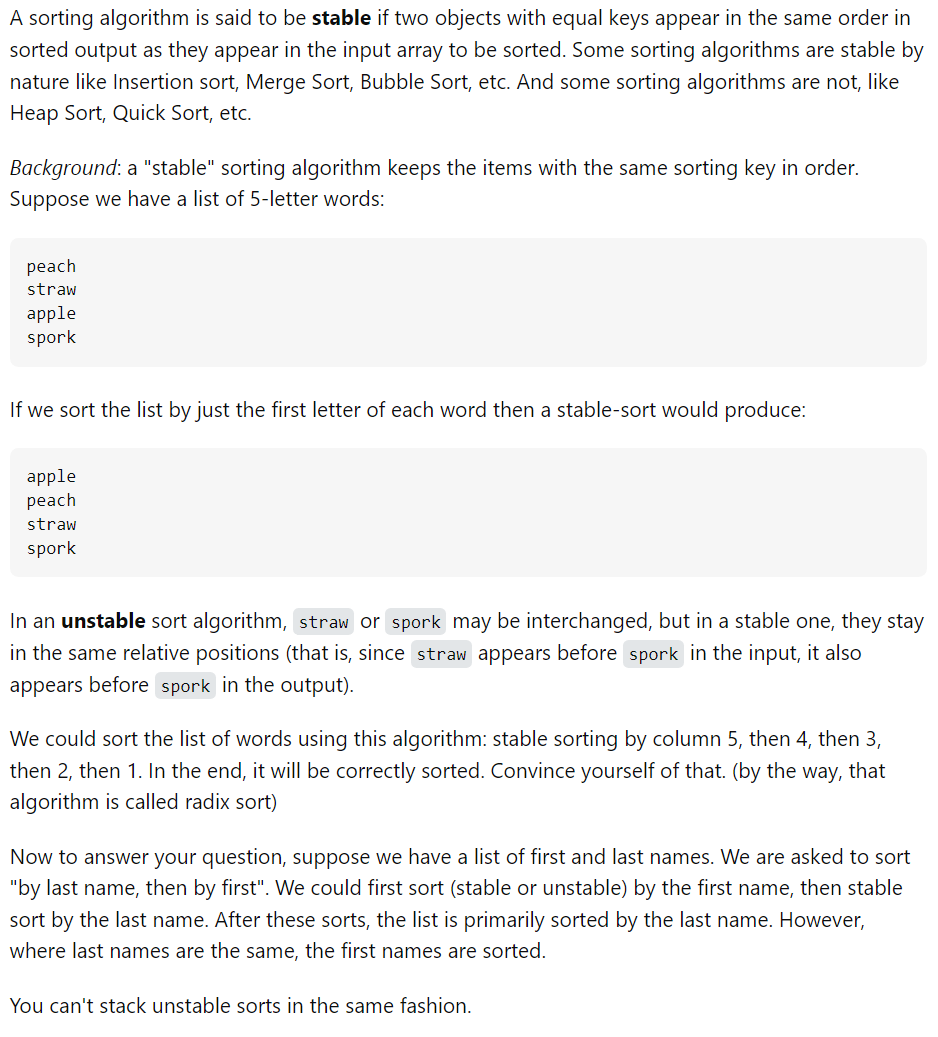 A sorting algorithm is said to be stable if two objects with equal keys appear in the same order in
sorted output as they appear in the input array to be sorted. Some sorting algorithms are stable by
nature like Insertion sort, Merge Sort, Bubble Sort, etc. And some sorting algorithms are not, like
Heap Sort, Quick Sort, etc.
Background: a "stable" sorting algorithm keeps the items with the same sorting key in order.
Suppose we have a list of 5-letter words:
peach
straw
apple
spork
If we sort the list by just the first letter of each word then a stable-sort would produce:
apple
peach
straw
spork
In an unstable sort algorithm, straw or spork may be interchanged, but in a stable one, they stay
in the same relative positions (that is, since straw appears before spork in the input, it also
appears before spork in the output).
We could sort the list of words using this algorithm: stable sorting by column 5, then 4, then 3,
then 2, then 1. In the end, it will be correctly sorted. Convince yourself of that. (by the way, that
algorithm is called radix sort)
Now to answer your question, suppose we have a list of first and last names. We are asked to sort
"by last name, then by first". We could first sort (stable or unstable) by the first name, then stable
sort by the last name. After these sorts, the list is primarily sorted by the last name. However,
where last names are the same, the first names are sorted.
You can't stack unstable sorts in the same fashion.